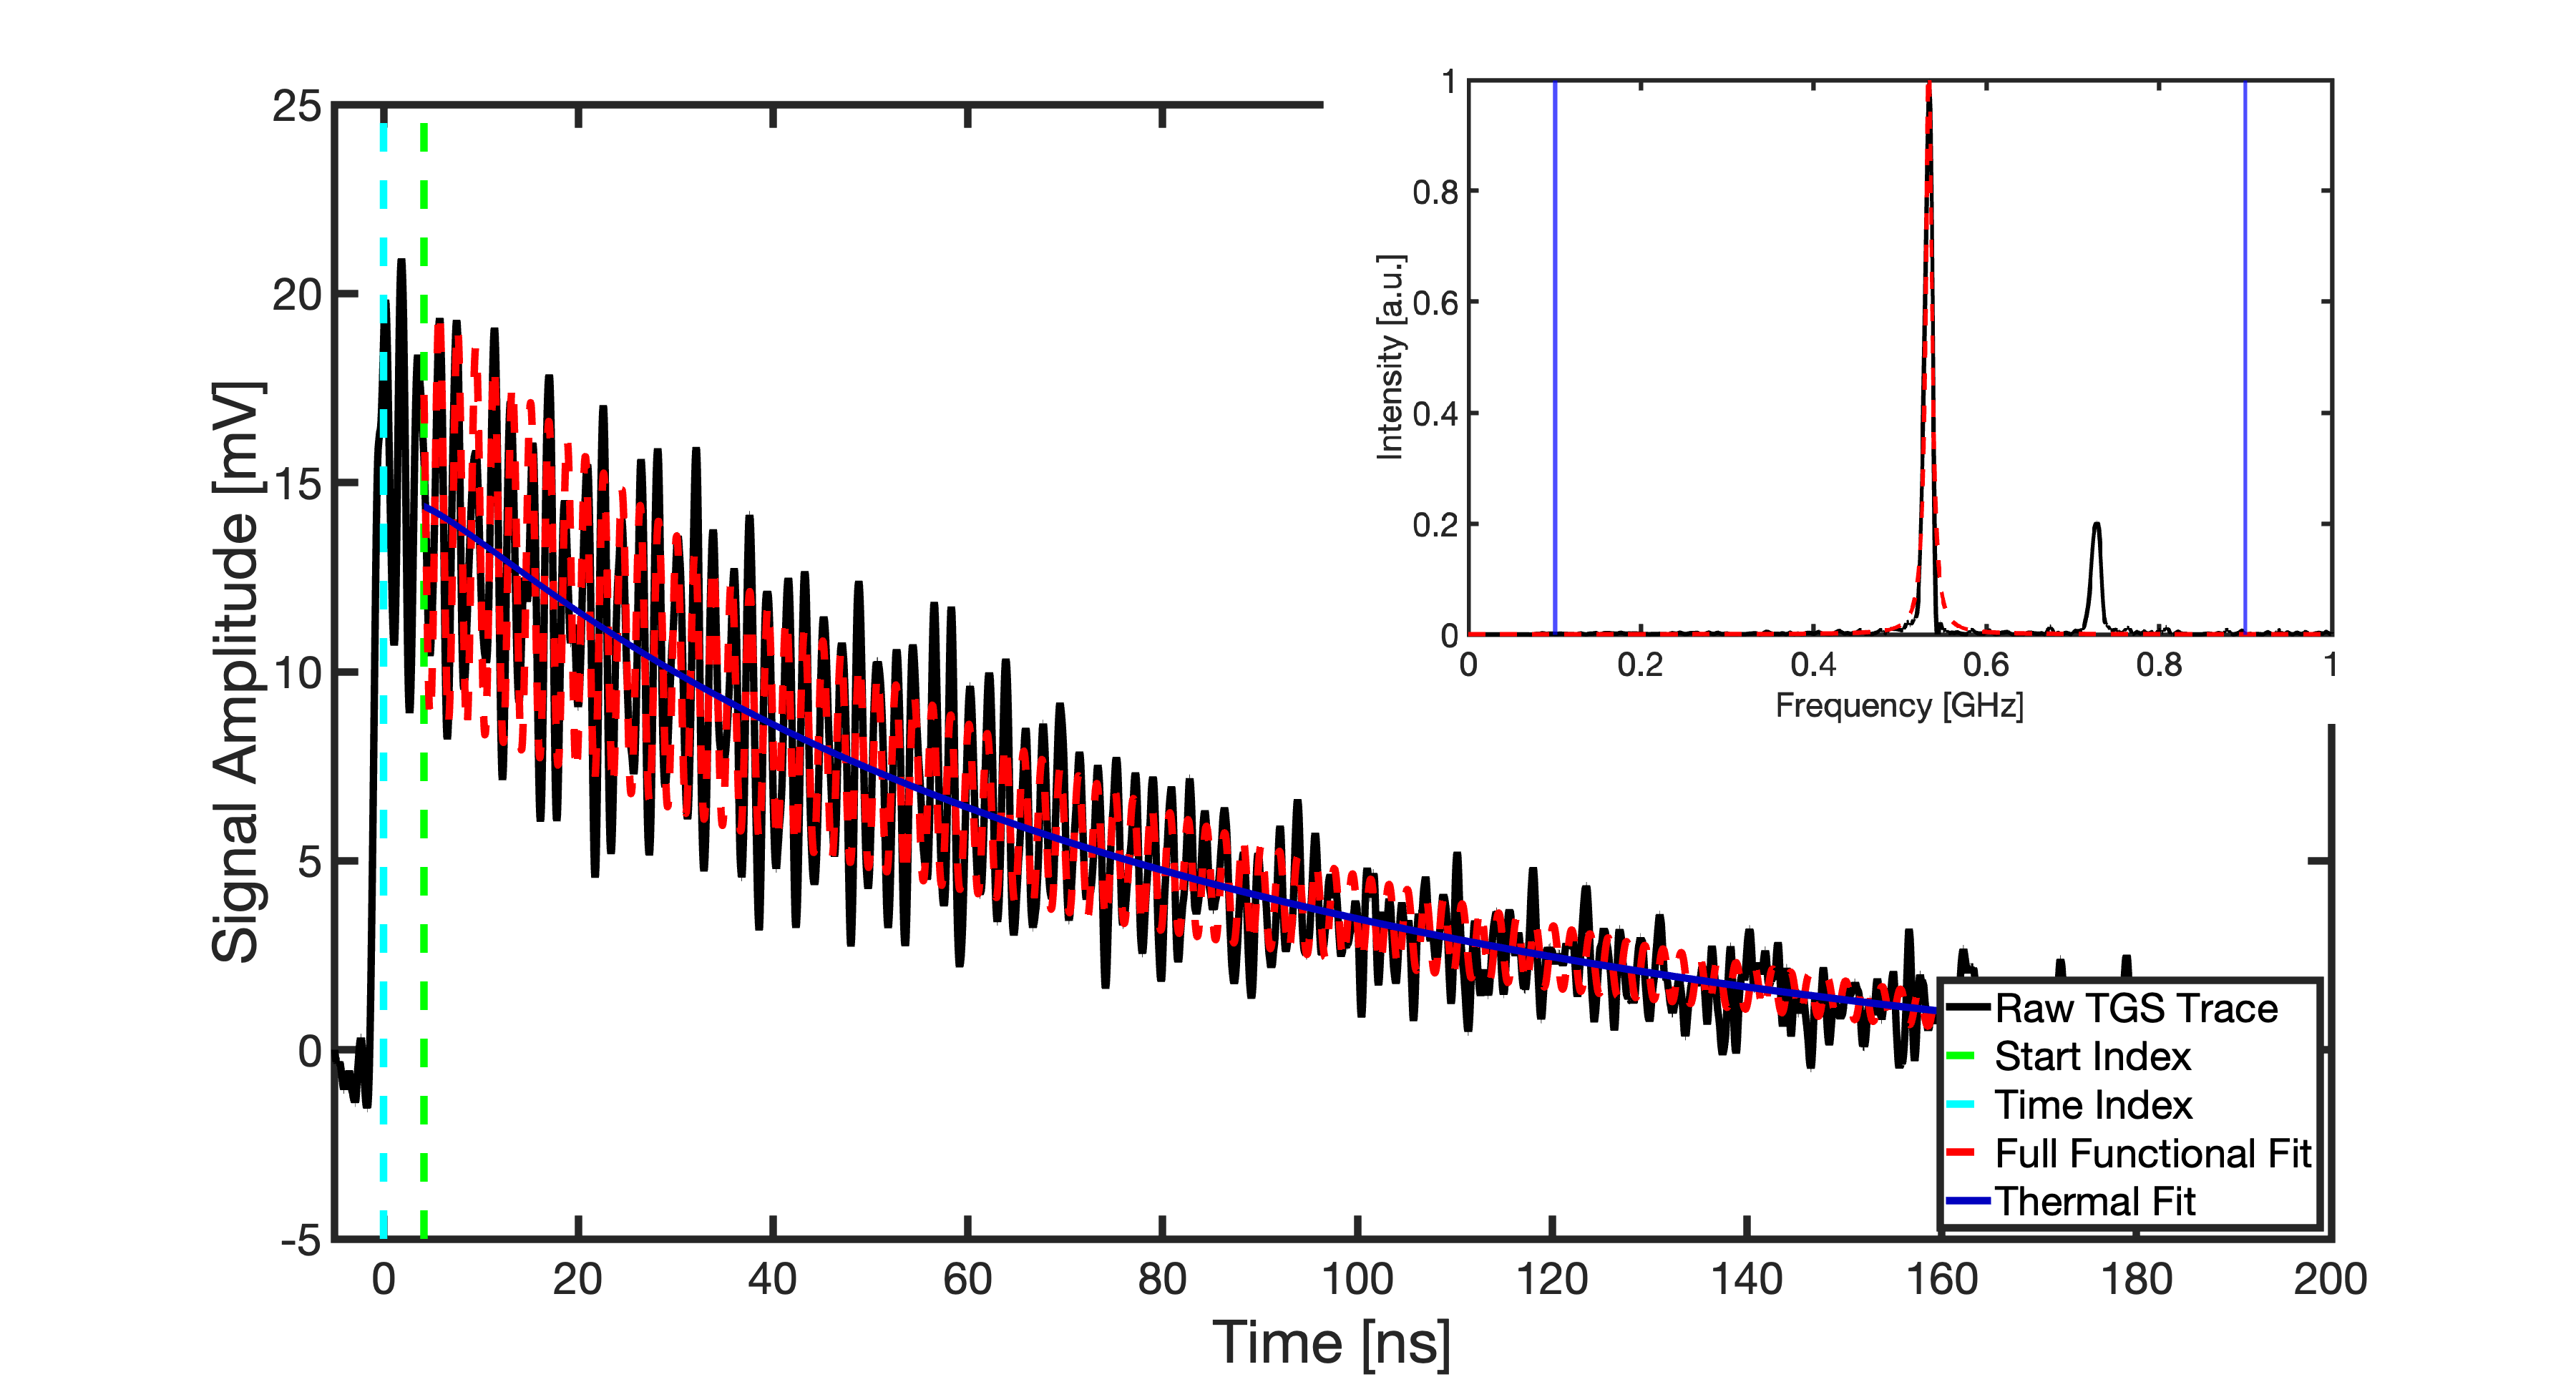 25
20
15
10
5
0
-5
Signal Amplitude [mV]
0 20 40 60 80 100 120 140 160 180 200
Time [ns]
1
0.8
0.6
0.4
0.2
0
Intensity [a.u.]
0 0.2 0.4 0.6 0.8 1
Frequency [GHz]
Raw TGS Trace
Start Index
Time Index
Full Functional Fit
Thermal Fit